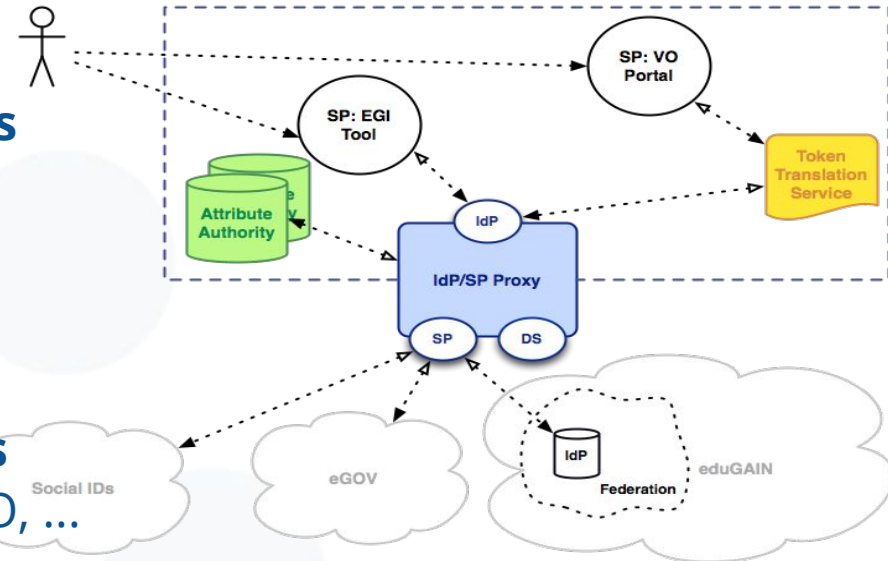 SP: VO
Portal
SP: EGI
Tool
s
Token
Translation
Service
Attribute
Authority
IdP
IdP/SP Proxy
SP
DS
s
Social IDs
, ...
eGOV
IdP
Federation
eduGAIN